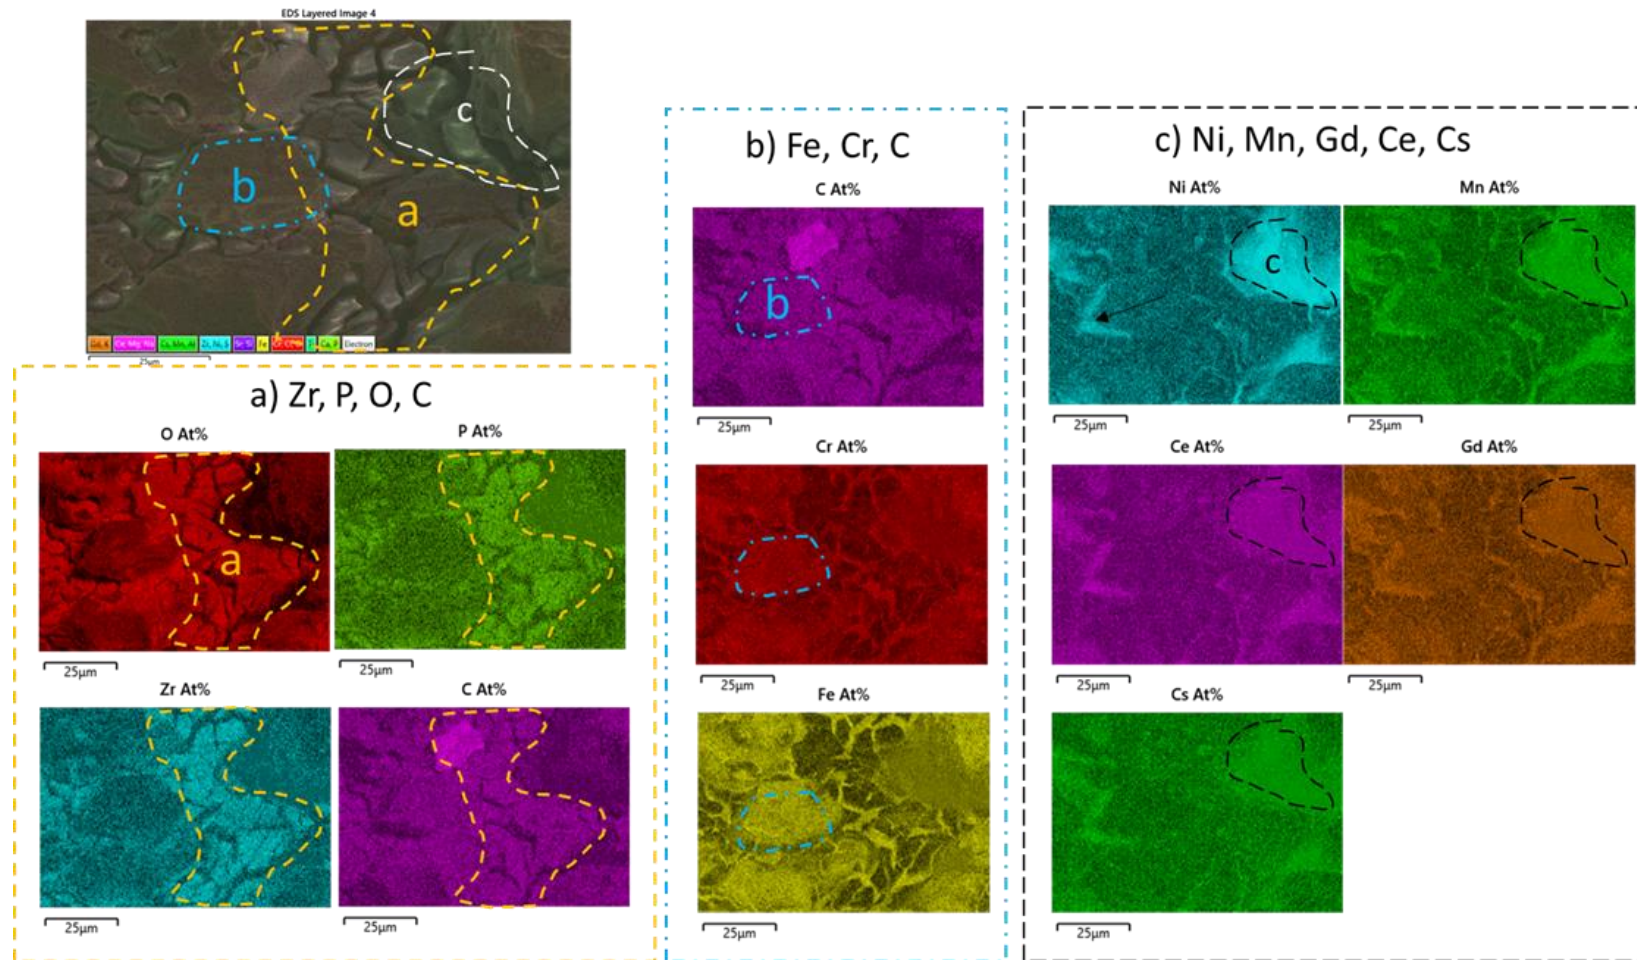 EDS Layered Image 4
c
b
a
Fe
Electron
25μm
a) Zr, P, O, C
O At%
P At%
a
25μm
25μm
Zr At%
C At%
25μm
25μm
b) Fe, Cr, C
C At%
b
25μm
Cr At%
25μm
Fe At%
25μm
c) Ni, Mn, Gd, Ce, Cs
Ni At%
Mn At%
c
25μm
25μm
Ce At%
Gd At%
25μm
25μm
Cs At%
25μm